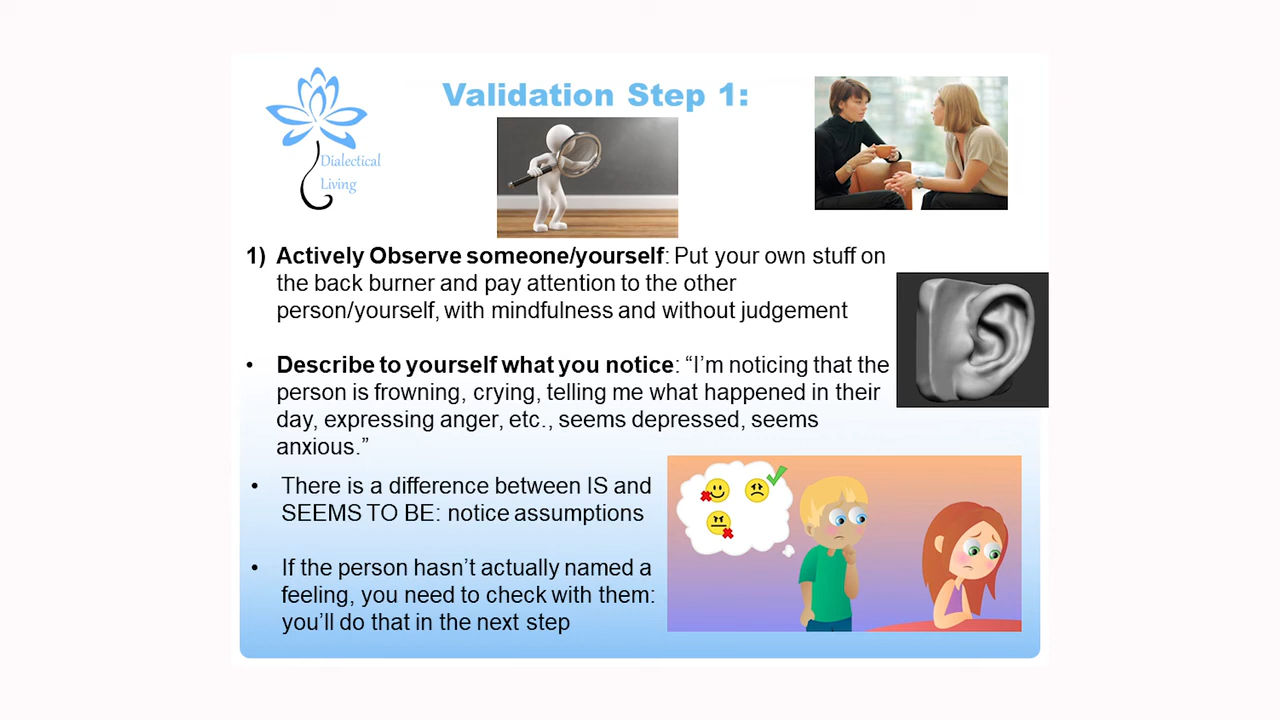 Validation Step 1:
Dialectical
Living
1) Actively Observe someone/yourself: Put your own stuff on
the back burner and pay attention to the other
person/yourself, with mindfulness and without judgement
• Describe to yourself what you notice: “I’m noticing that the
person is frowning, crying, telling me what happened in their
day, expressing anger, etc., seems depressed, seems
anxious.”
• There is a difference between IS and
SEEMS TO BE: notice assumptions
• If the person hasn’t actually named a
feeling, you need to check with them:
you’ll do that in the next step